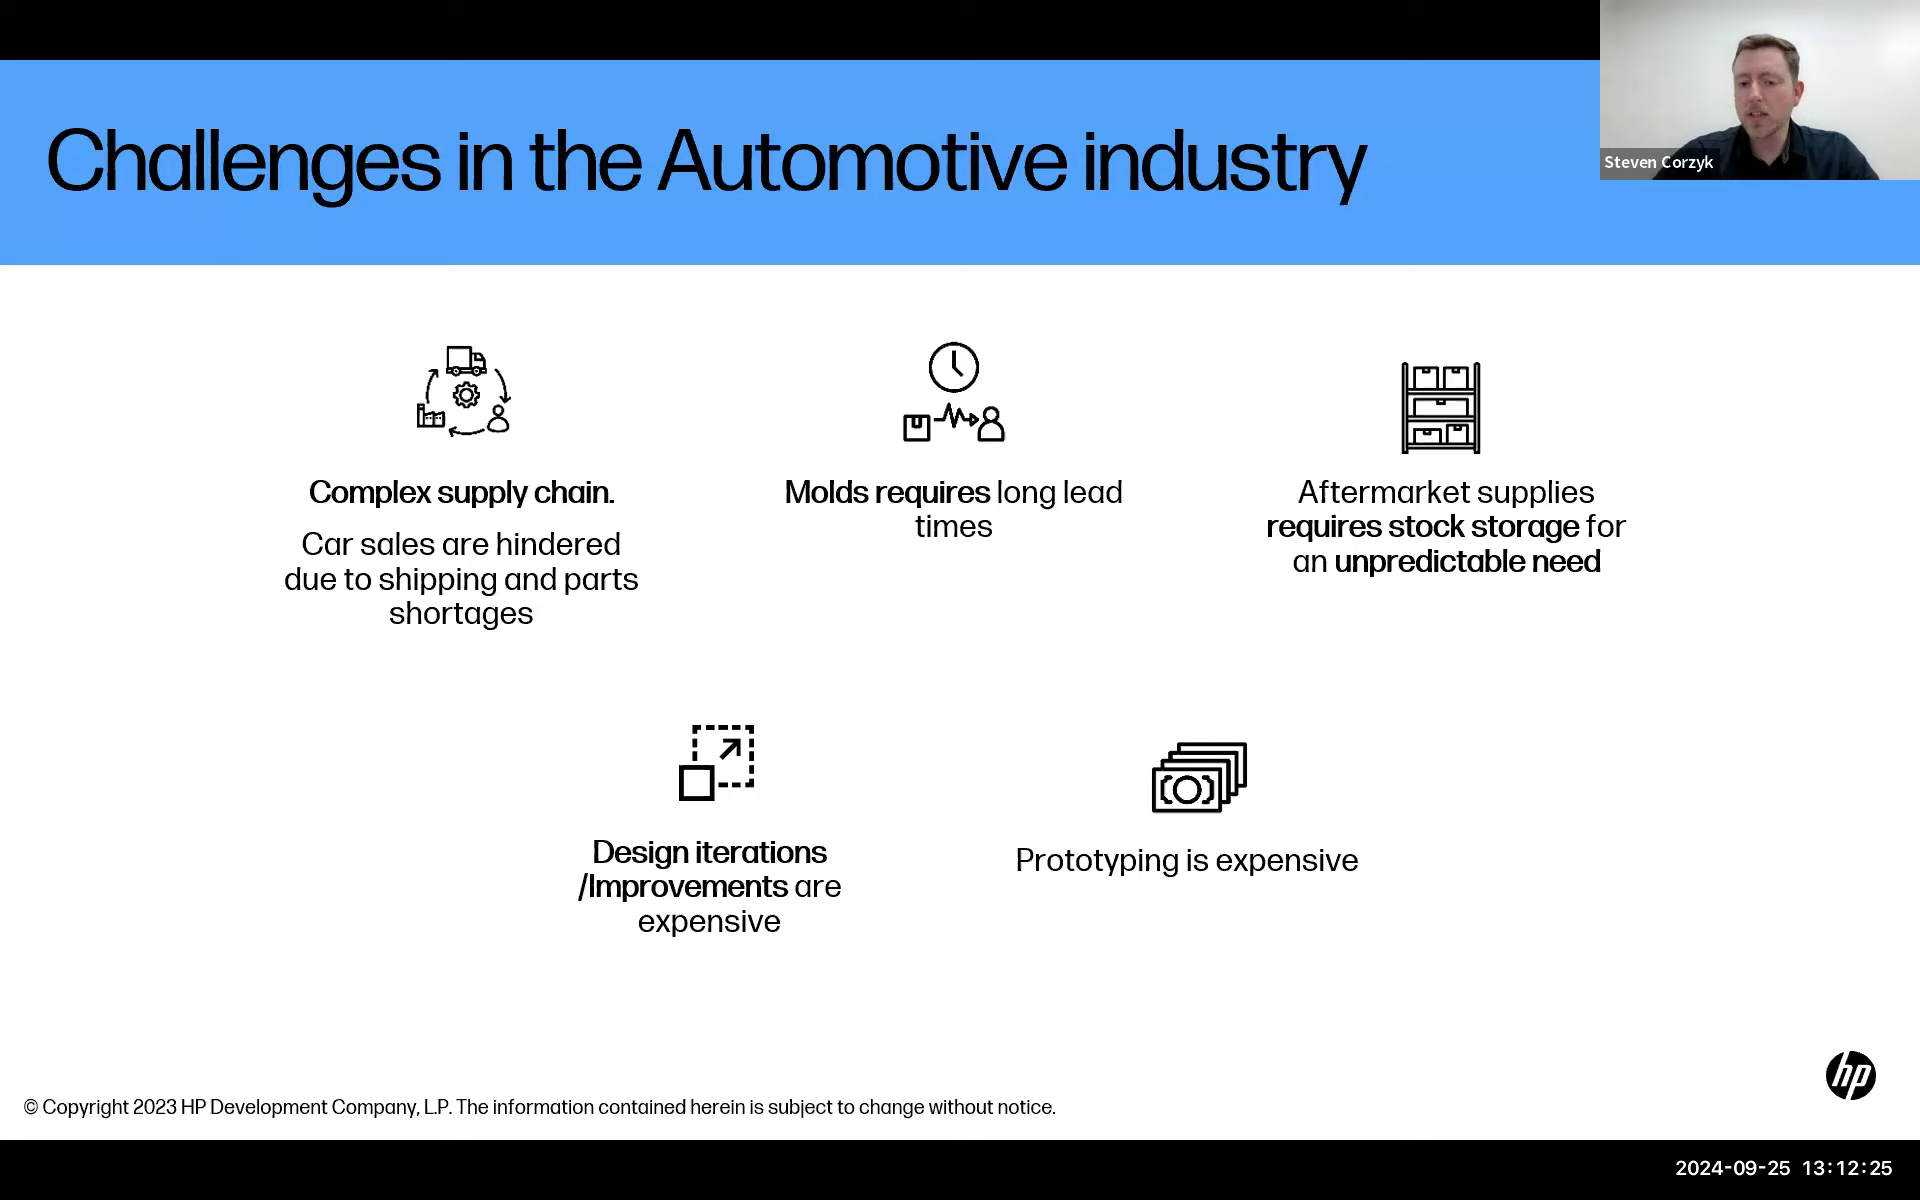 Challenges in the Automotive industry
Steven Corzyk
Complex supply chain.
Car sales are hindered
due to shipping and parts
shortages
Molds requires long lead
times
Aftermarket supplies
requires stock storage for
an unpredictable need
Design iterations
/Improvements are
expensive
Prototyping is expensive
hp
© Copyright 2023 HP Development Company, L.P. The information contained herein is subject to change without notice.
2024-09-25 13:12:25